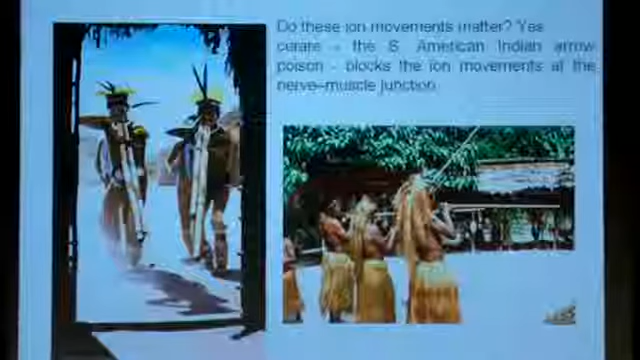 Do these ion movements matter? Yes
curare - the S. American Indian arrow
poison - blocks the ion movements at the
nerve–muscle junction.